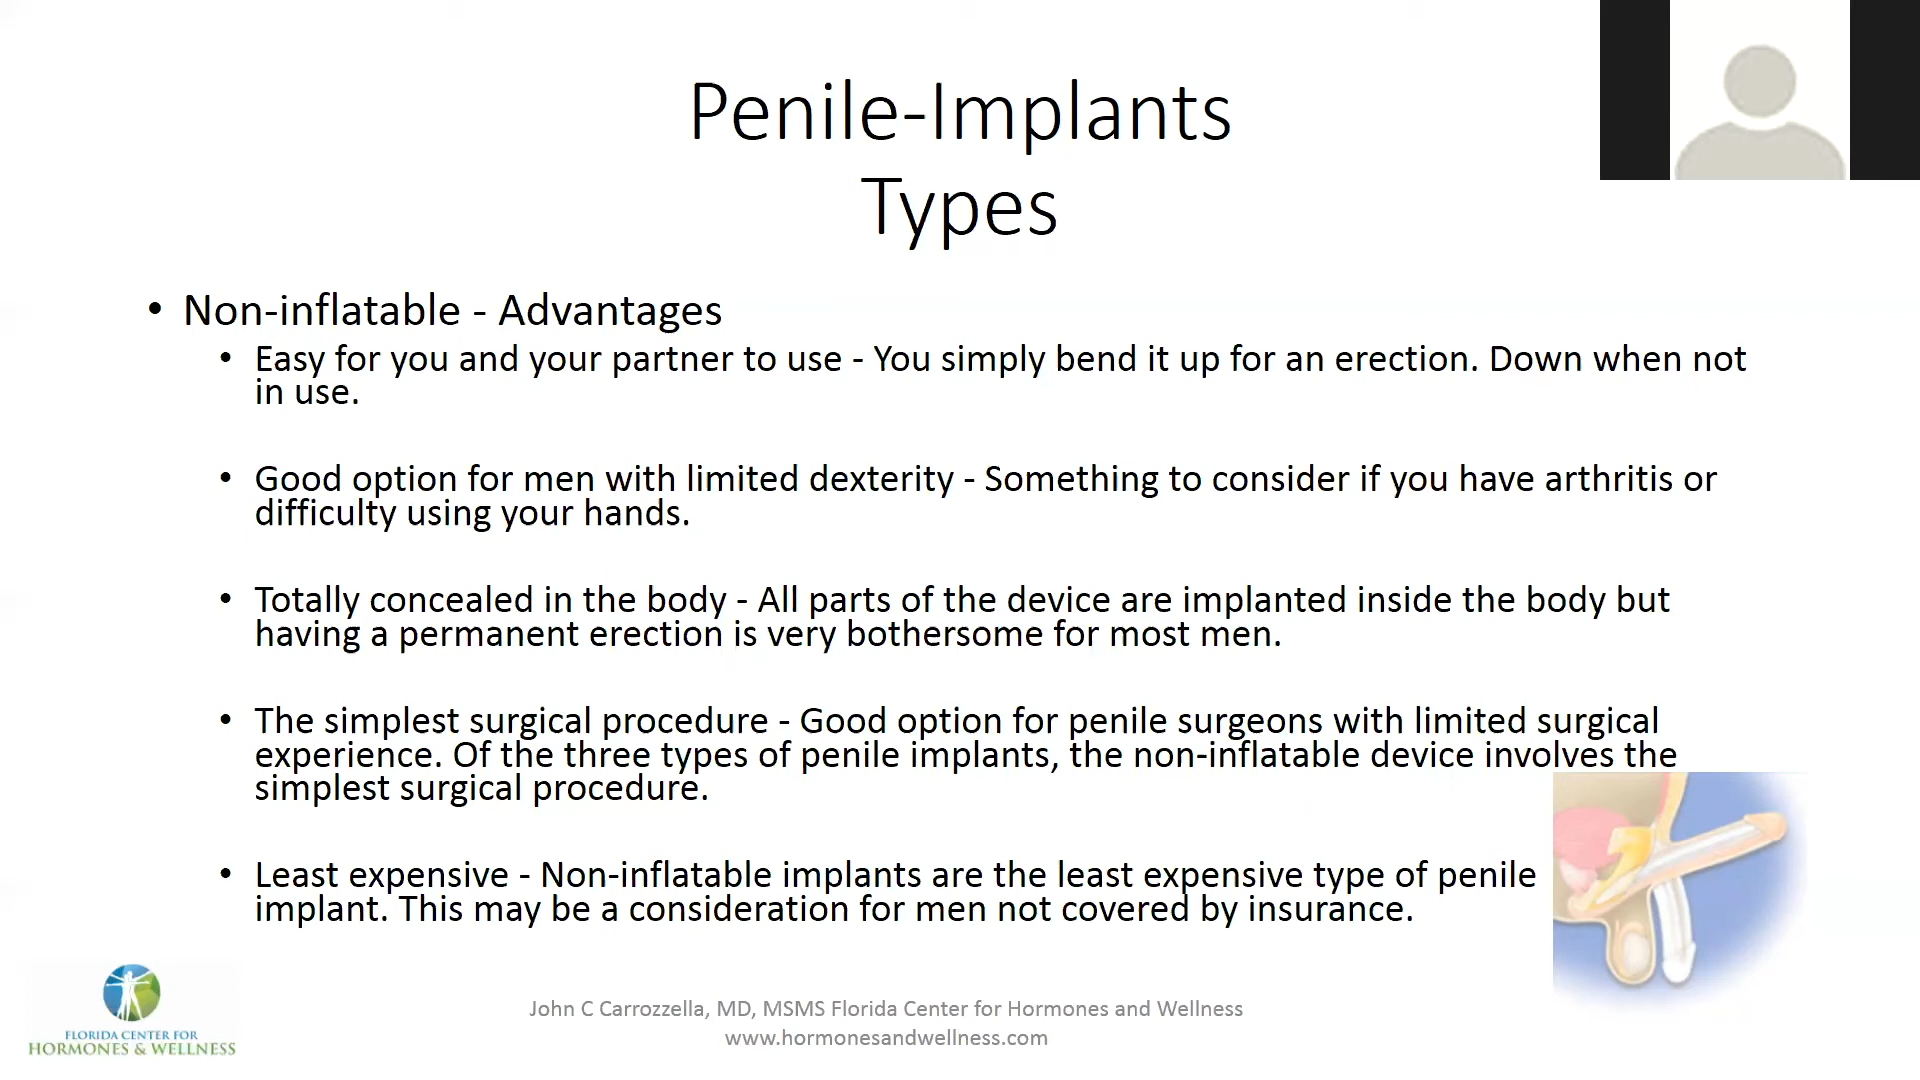 Penile-Implants
Types
• Non-inflatable - Advantages
• Easy for you and your partner to use - You simply bend it up for an erection. Down when not
in use.
• Good option for men with limited dexterity - Something to consider if you have arthritis or
difficulty using your hands.
• Totally concealed in the body - All parts of the device are implanted inside the body but
having a permanent erection is very bothersome for most men.
• The simplest surgical procedure - Good option for penile surgeons with limited surgical
experience. Of the three types of penile implants, the non-inflatable device involves the
simplest surgical procedure.
• Least expensive - Non-inflatable implants are the least expensive type of penile
implant. This may be a consideration for men not covered by insurance.
FLORIDA CENTER FOR
HORMONES & WELLNESS
John C Carrozzella, MD, MSMS Florida Center for Hormones and Wellness
www.hormonesandwellness.com